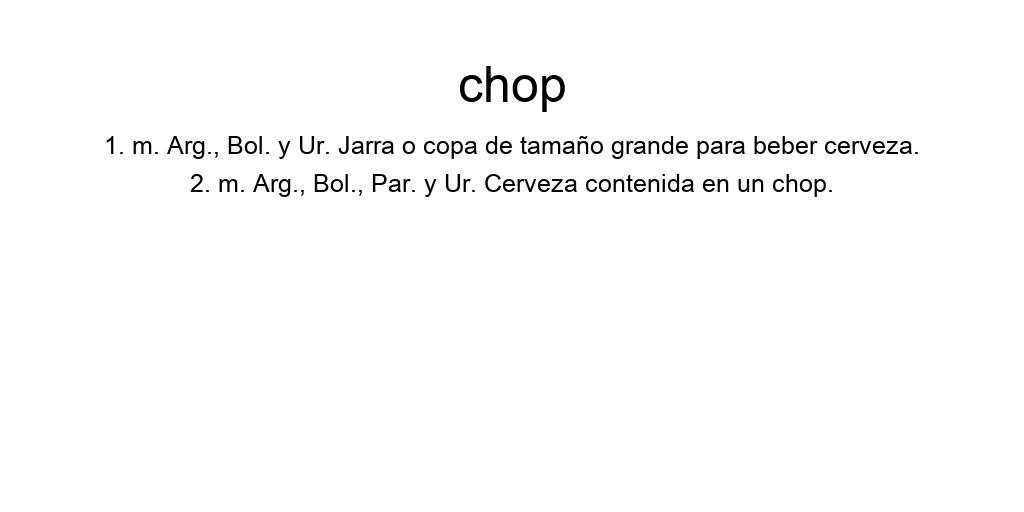 chop
1. m. Arg., Bol. y Ur. Jarra o copa de tamaño grande para beber cerveza.
2. m. Arg., Bol., Par. y Ur. Cerveza contenida en un chop.